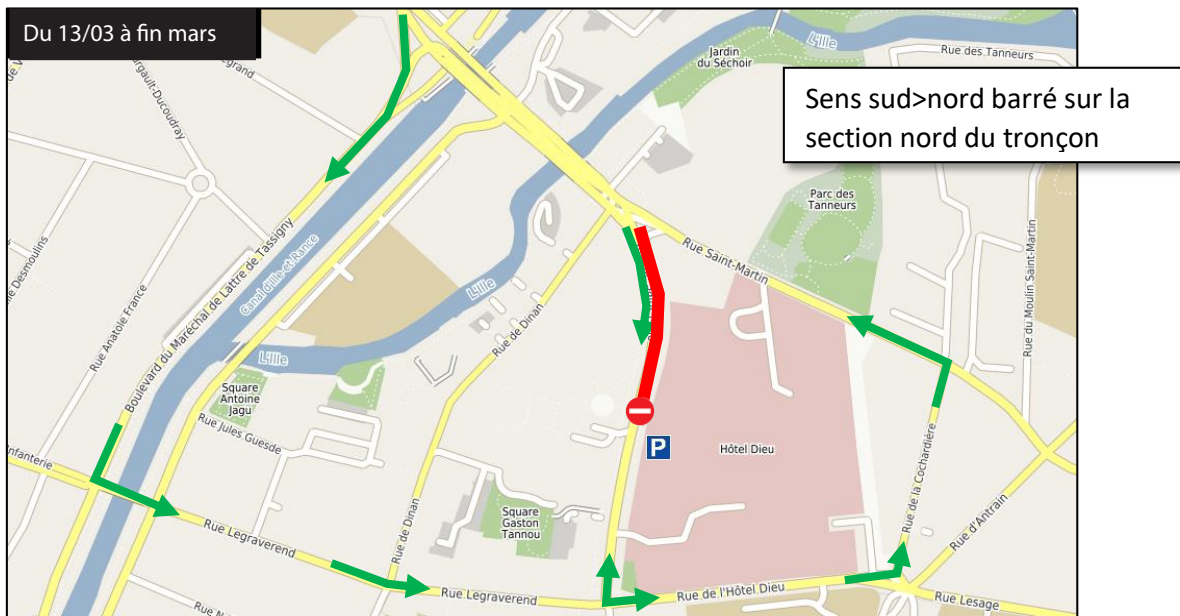 Du 13/03 à fin mars
L'Ille
Jardin
du Séchoir
Rue des Tanneurs
Sens sud>nord barré sur la
section nord du tronçon
Parc des
Tanneurs
Rue Saint-Martin
Rue du Moulin Saint-Martin
Boulevard du Maréchal de Lattre de Tassigny
Canal d'Ille-et-Rance
L'Ille
Rue de Dinan
Rue Anatole France
L'Ille
Square
Antoine
Jagu
Rue Jules Guesde
P
Hôtel Dieu
Rue de la Cochardière
Rue d'Antrain
Square
Gaston
Tannou
Rue de Dinan
Rue Legraverend
Rue Legraverend
Rue de l'Hôtel Dieu
Rue Lesage